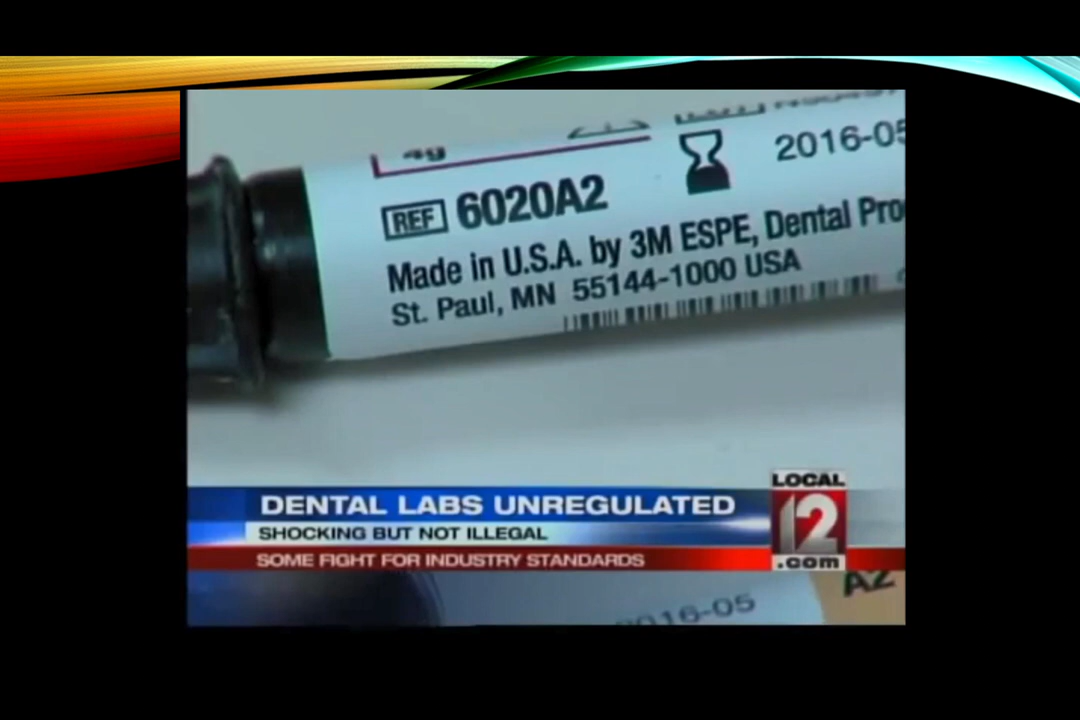 4g
2016-05
REF 6020A2
Made in U.S.A. by 3M ESPE, Dental Pro
St. Paul, MN 55144-1000 USA
DENTAL LABS UNREGULATED
SHOCKING BUT NOT ILLEGAL
SOME FIGHT FOR INDUSTRY STANDARDS
LOCAL
12
.com
A2
2016-05